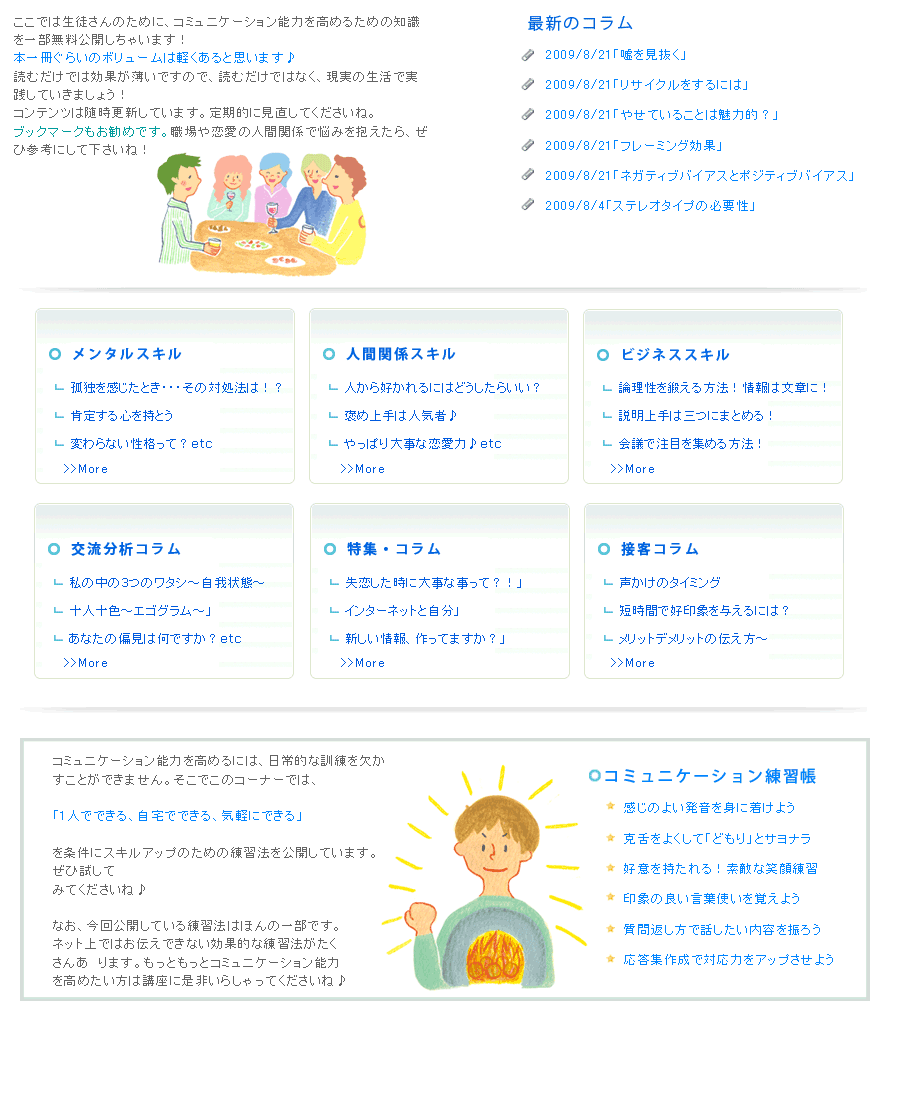 ここでは生徒さんのために、コミュニケーション能力を高めるための知識
を一部無料公開しちゃいます！
本一冊ぐらいのボリュームは軽くあると思います♪
読むだけでは効果が薄いですので、読むだけではなく、現実の生活で実
践していきましょう！
コンテンツは随時更新しています。定期的に見直してくださいね。
ブックマークもお勧めです。職場や恋愛の人間関係で悩みを抱えたら、ぜ
ひ参考にして下さいね！
最新のコラム
2009/8/21「嘘を見抜く」
2009/8/21「リサイクルをするには」
2009/8/21「やせていることは魅力的？」
2009/8/21「フレーミング効果」
2009/8/21「ネガティブバイアスとポジティブバイアス」
2009/8/4「ステレオタイプの必要性」
メンタルスキル
孤独を感じたとき・・・その対処法は！？
肯定する心を持とう
変わらない性格って？etc
>>More
人間関係スキル
人から好かれるにはどうしたらいい？
褒め上手は人気者♪
やっぱり大事な恋愛力♪etc
>>More
ビジネススキル
論理性を鍛える方法！情報は文章に！
説明上手は三つにまとめる！
会議で注目を集める方法！
>>More
交流分析コラム
私の中の3つのワタシ～自我状態～
十人十色～エゴグラム～」
あなたの偏見は何ですか？etc
>>More
特集・コラム
失恋した時に大事な事って？！」
インターネットと自分」
新しい情報、作ってますか？」
>>More
接客コラム
声かけのタイミング
短時間で好印象を与えるには？
メリットデメリットの伝え方～
>>More
コミュニケーション能力を高めるには、日常的な訓練を欠か
すことができません。そこでこのコーナーでは、
「1人でできる、自宅でできる、気軽にできる」
を条件にスキルアップのための練習法を公開しています。
ぜひ試して
みてくださいね♪
なお、今回公開している練習法はほんの一部です。
ネット上ではお伝えできない効果的な練習法がたく
さんあ　ります。もっともっとコミュニケーション能力
を高めたい方は講座に是非いらしゃってくださいね♪
コミュニケーション練習帳
感じのよい発音を身に着けよう
克舌をよくして「どもり」とサヨナラ
好意を持たれる！素敵な笑顔練習
印象の良い言葉使いを覚えよう
質問返し方で話したい内容を振ろう
応答集作成で対応力をアップさせよう